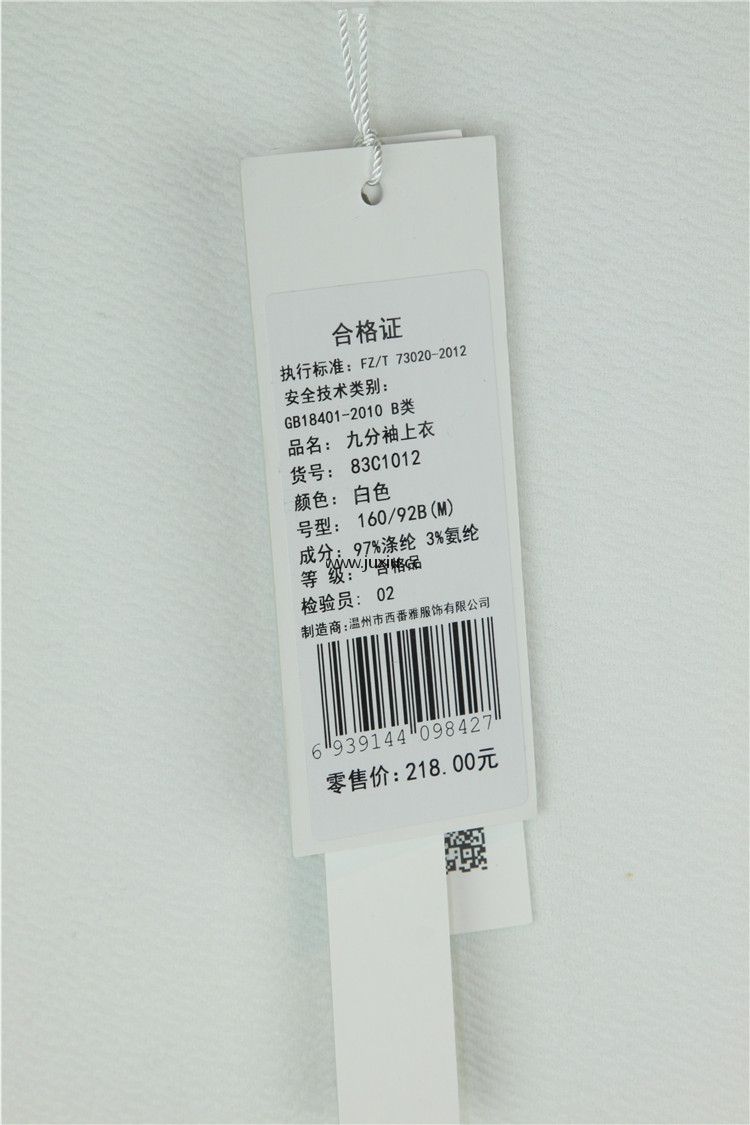 合格证
执行标准：FZ/T 73020-2012
安全技术类别：
GB18401-2010 B类
品名：九分袖上衣
货号：83C1012
颜色：白色
号型：160/92B(M)
成分：97%涤纶 3%氨纶
www.juxiu.cc
等 级：合格品
检验员：02
制造商:温州市西番雅服饰有限公司
6 939144 098427
零售价:218.00元